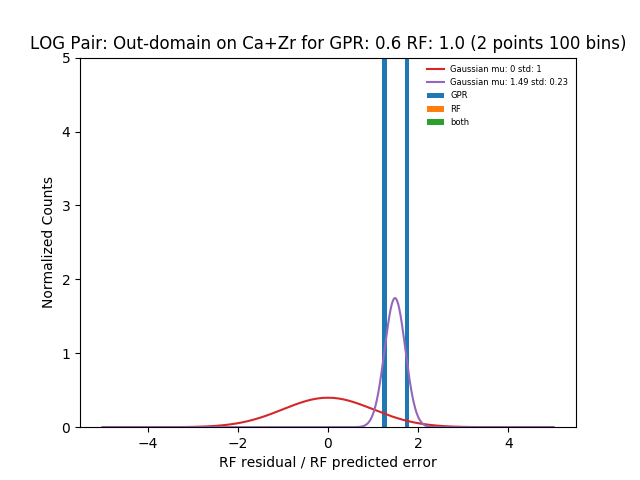 LOG Pair: Out-domain on Ca+Zr for GPR: 0.6 RF: 1.0 (2 points 100 bins)
Gaussian mu: 0 std: 1
Gaussian mu: 1.49 std: 0.23
GPR
RF
both
Normalized Counts
5
4
3
2
1
0
−4
−2
0
2
4
RF residual / RF predicted error